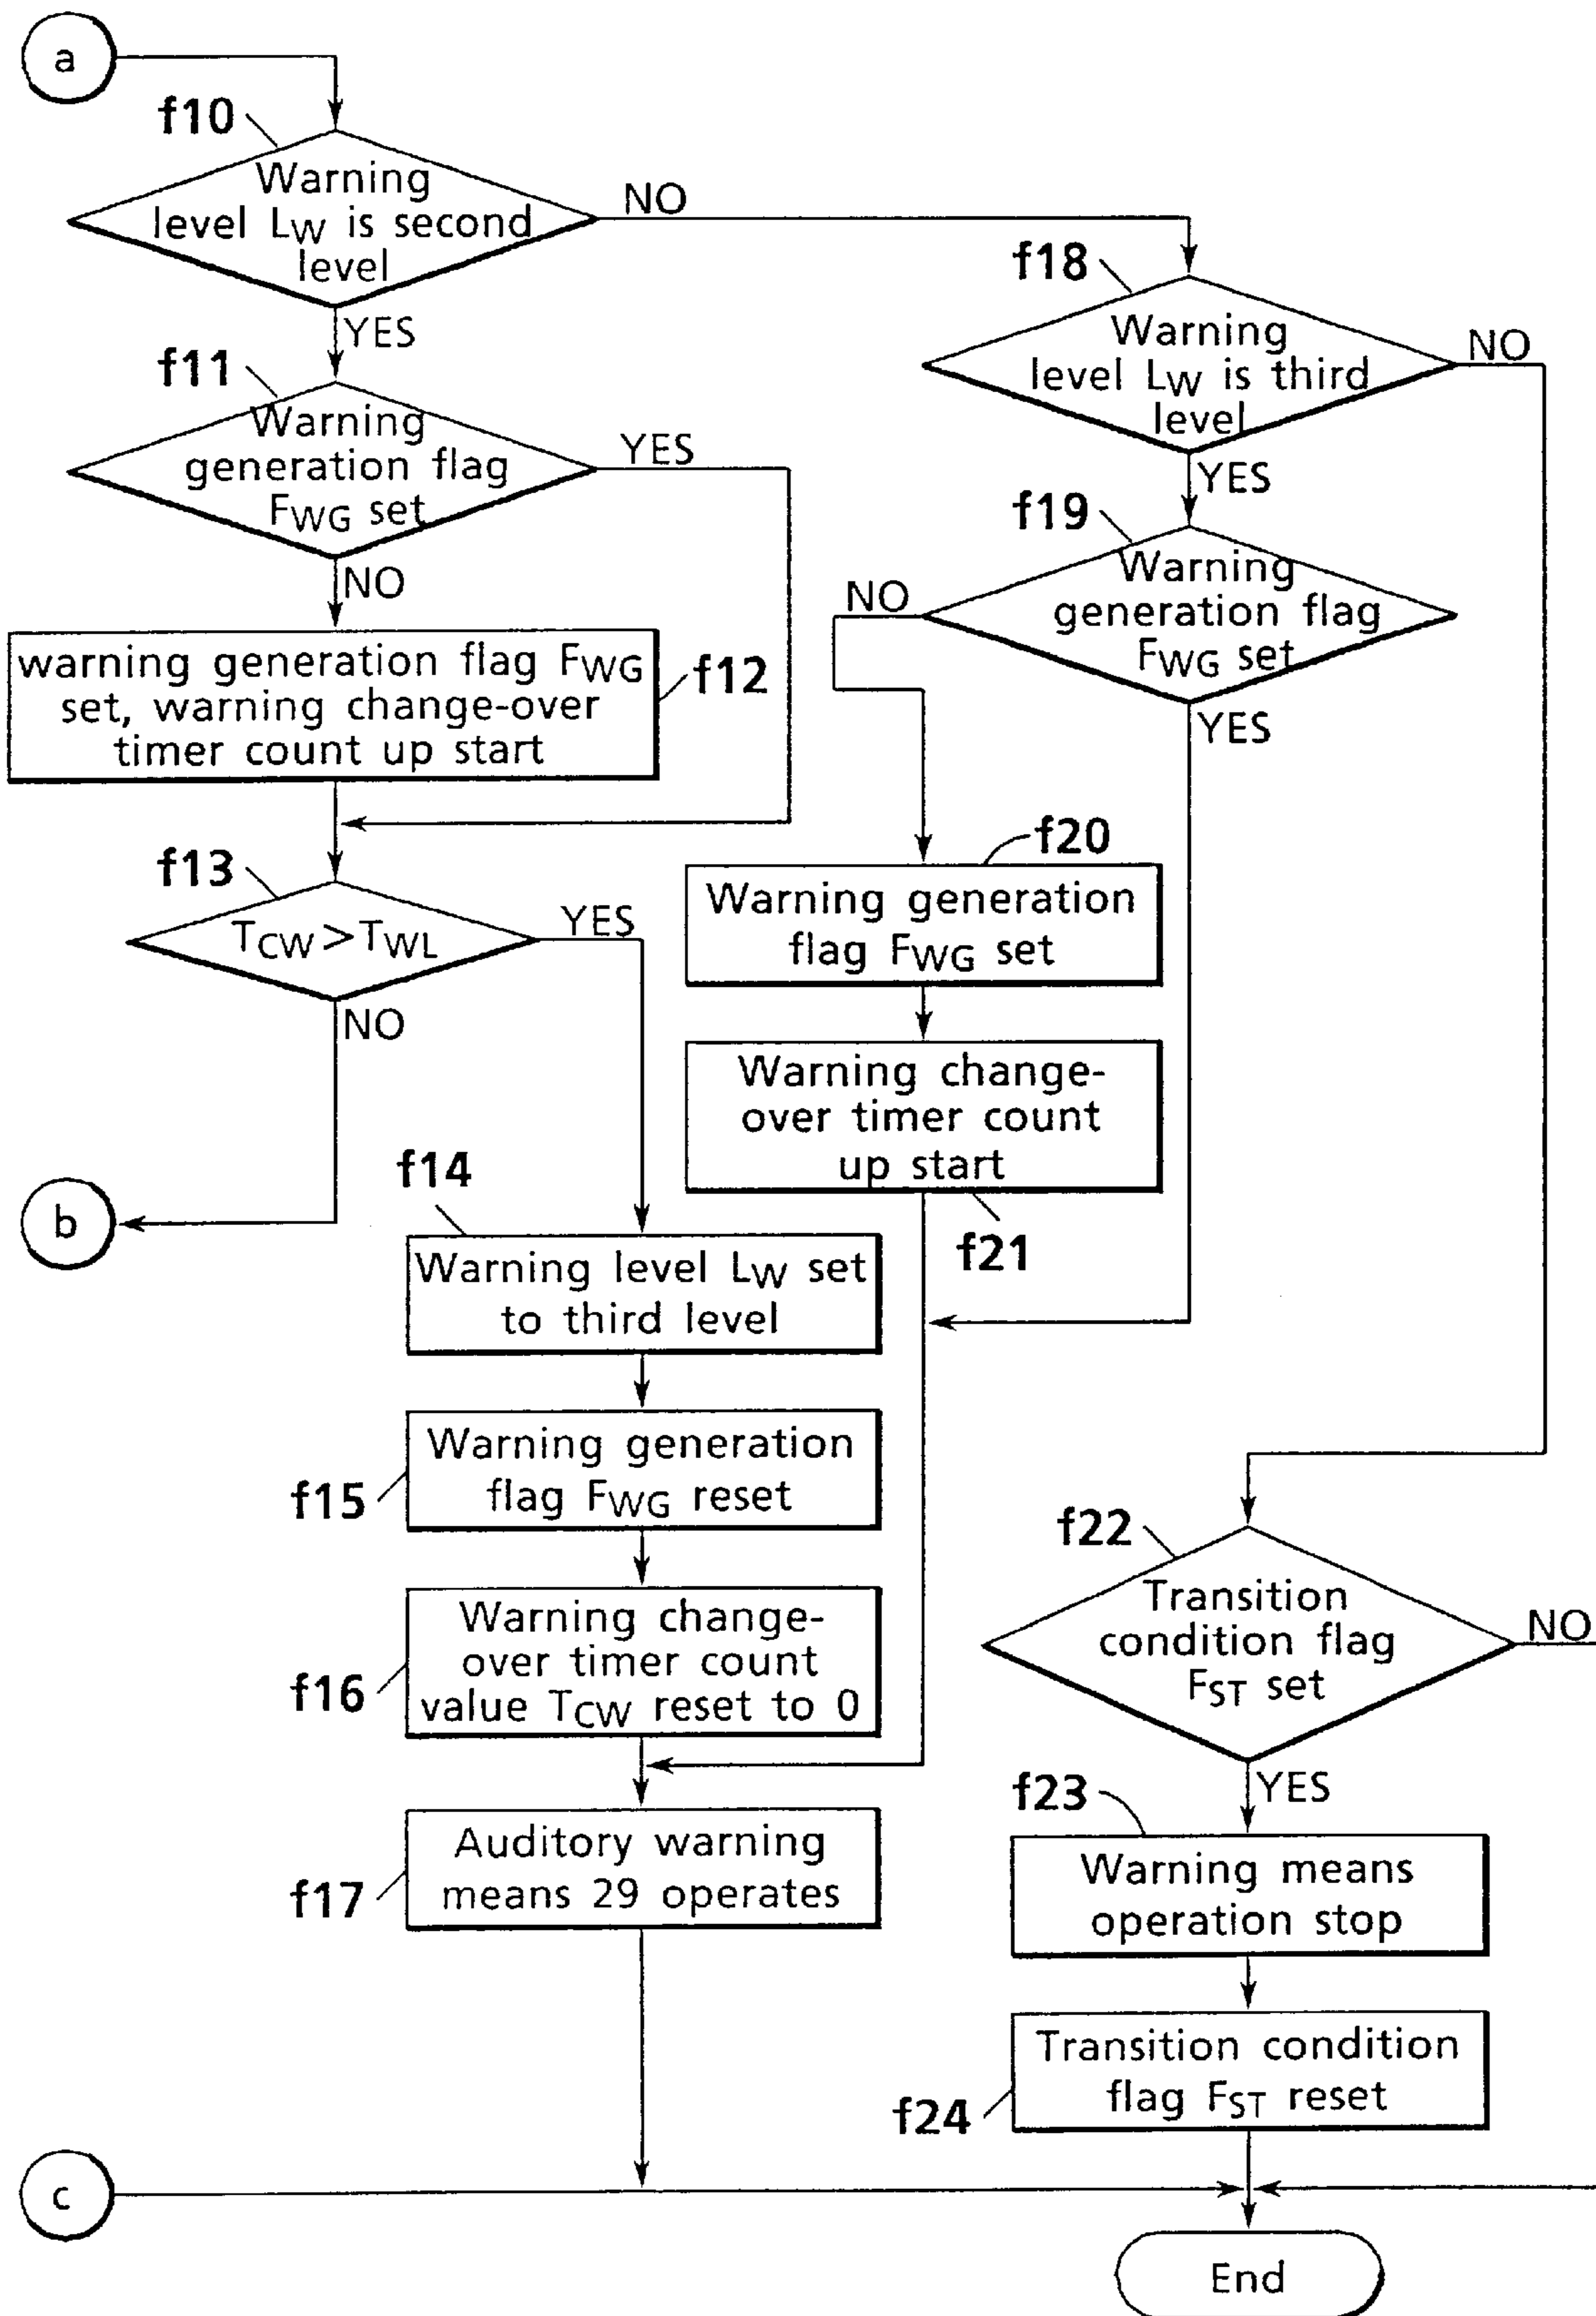 a
f10
Warning
level LW is second
level
NO
YES
f11
Warning
generation flag
FWG set
YES
NO
warning generation flag FWG
set, warning change-over
timer count up start
f12
f13
TCW>TWL
YES
NO
b
f14
Warning level LW set
to third level
f15
Warning generation
flag FWG reset
f16
Warning change-
over timer count
value TCW reset to 0
f17
Auditory warning
means 29 operates
f18
Warning
level LW is third
level
NO
YES
f19
Warning
generation flag
FWG set
NO
YES
f20
Warning generation
flag FWG set
Warning change-
over timer count
up start
f21
f22
Transition
condition flag
FST set
NO
YES
f23
Warning means
operation stop
Transition condition
flag FST reset
f24
c
End